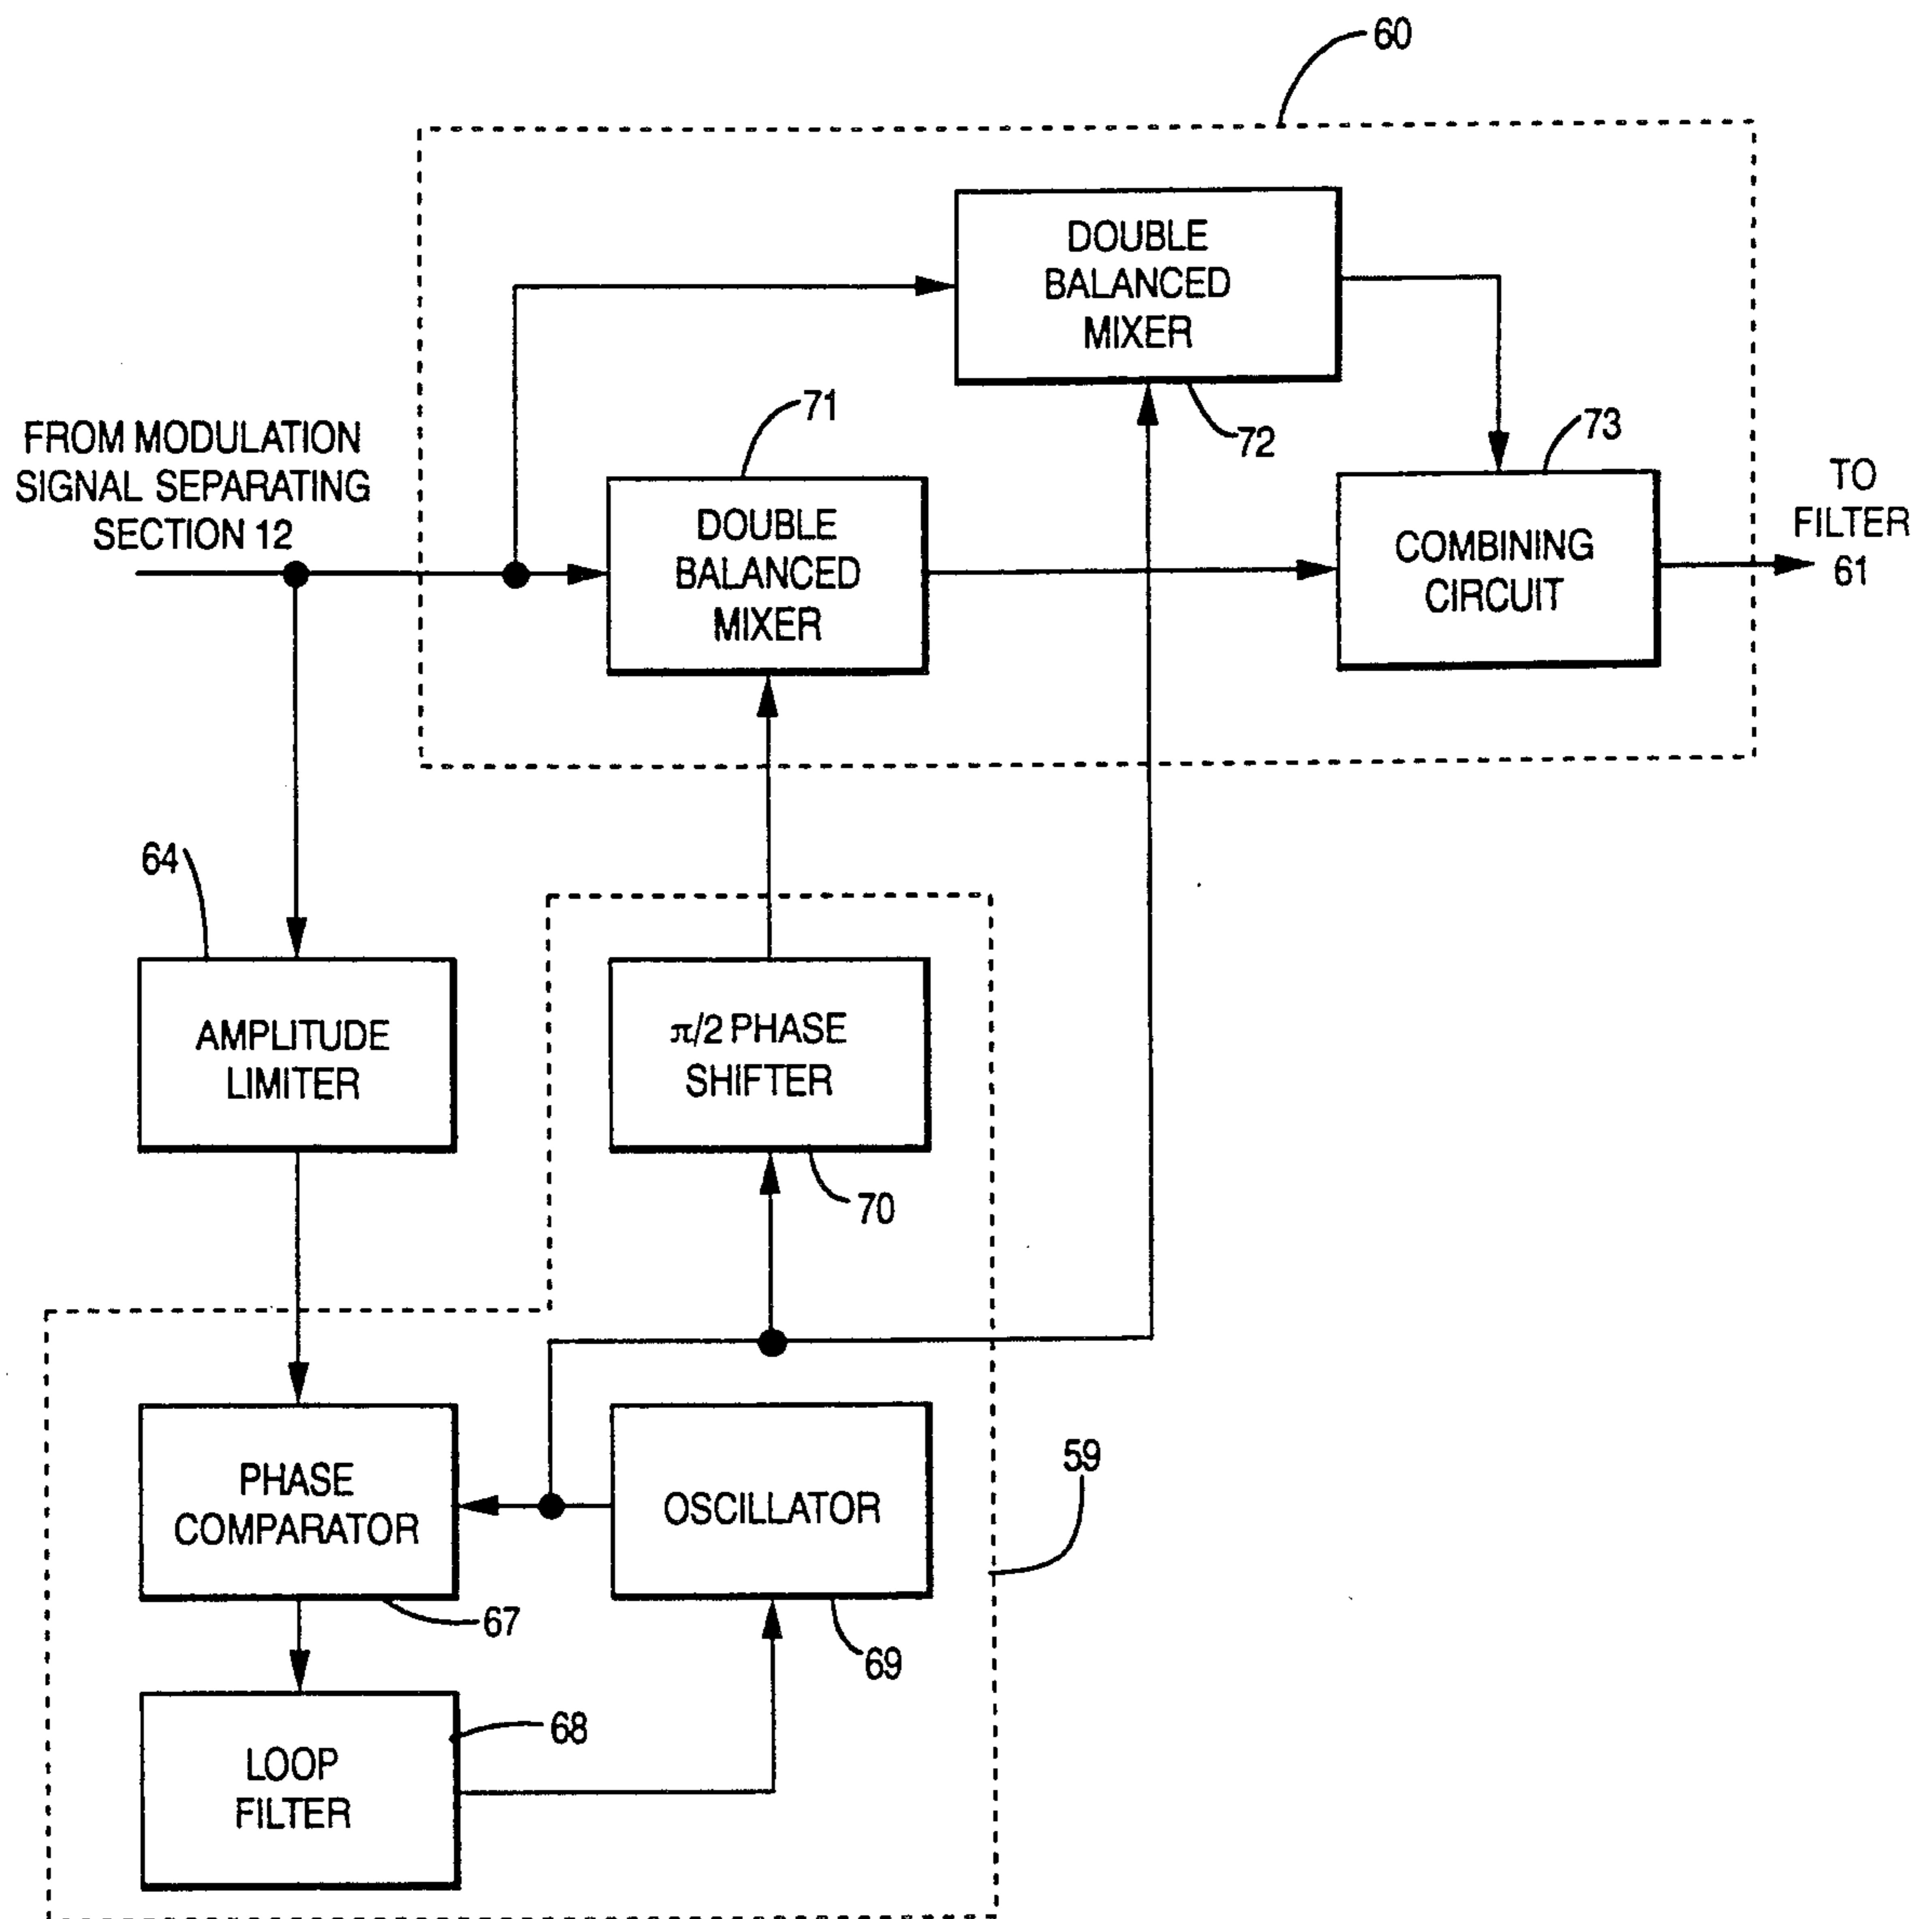 60
DOUBLE
BALANCED
MIXER
72
71
DOUBLE
BALANCED
MIXER
73
COMBINING
CIRCUIT
FROM MODULATION
SIGNAL SEPARATING
SECTION 12
TO
FILTER
61
64
AMPLITUDE
LIMITER
π/2 PHASE
SHIFTER
70
PHASE
COMPARATOR
67
OSCILLATOR
69
59
LOOP
FILTER
68